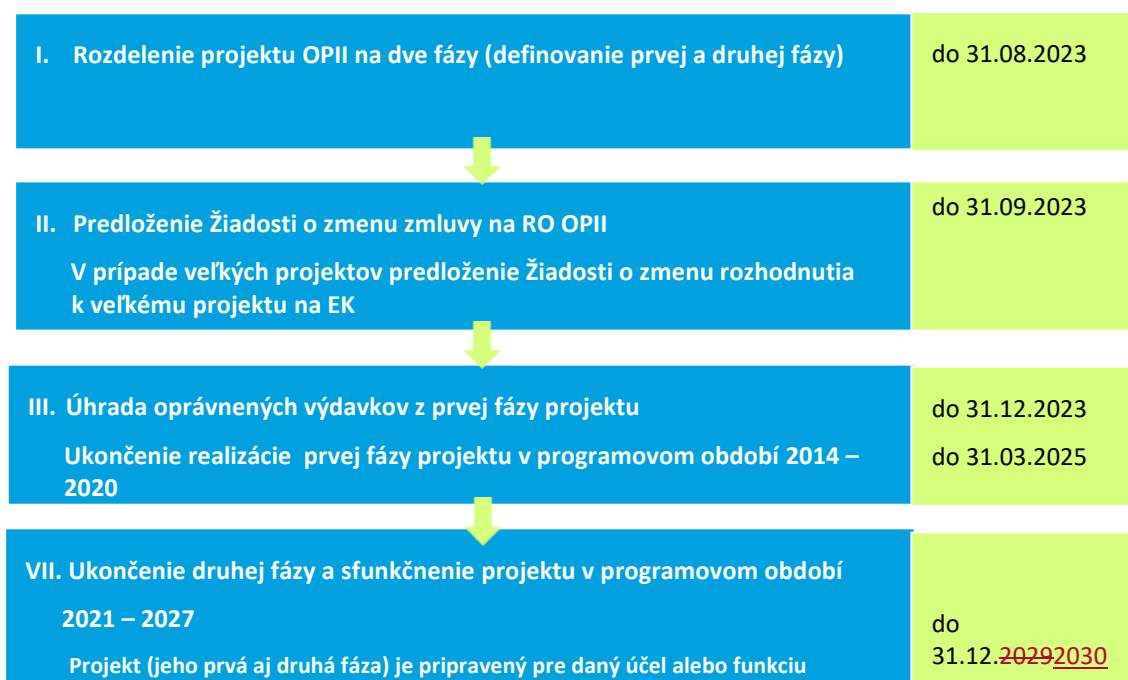 I. Rozdelenie projektu OPII na dve fázy (definovanie prvej a druhej fázy)
do 31.08.2023
II. Predloženie Žiadosti o zmenu zmluvy na RO OPII
do 31.09.2023
V prípade veľkých projektov predloženie Žiadosti o zmenu rozhodnutia
k veľkému projektu na EK
III. Úhrada oprávnených výdavkov z prvej fázy projektu
do 31.12.2023
Ukončenie realizácie prvej fázy projektu v programovom období 2014 –
2020
do 31.03.2025
VII. Ukončenie druhej fázy a sfunkčnenie projektu v programovom období
2021 – 2027
Projekt (jeho prvá aj druhá fáza) je pripravený pre daný účel alebo funkciu
do
31.12.20292030